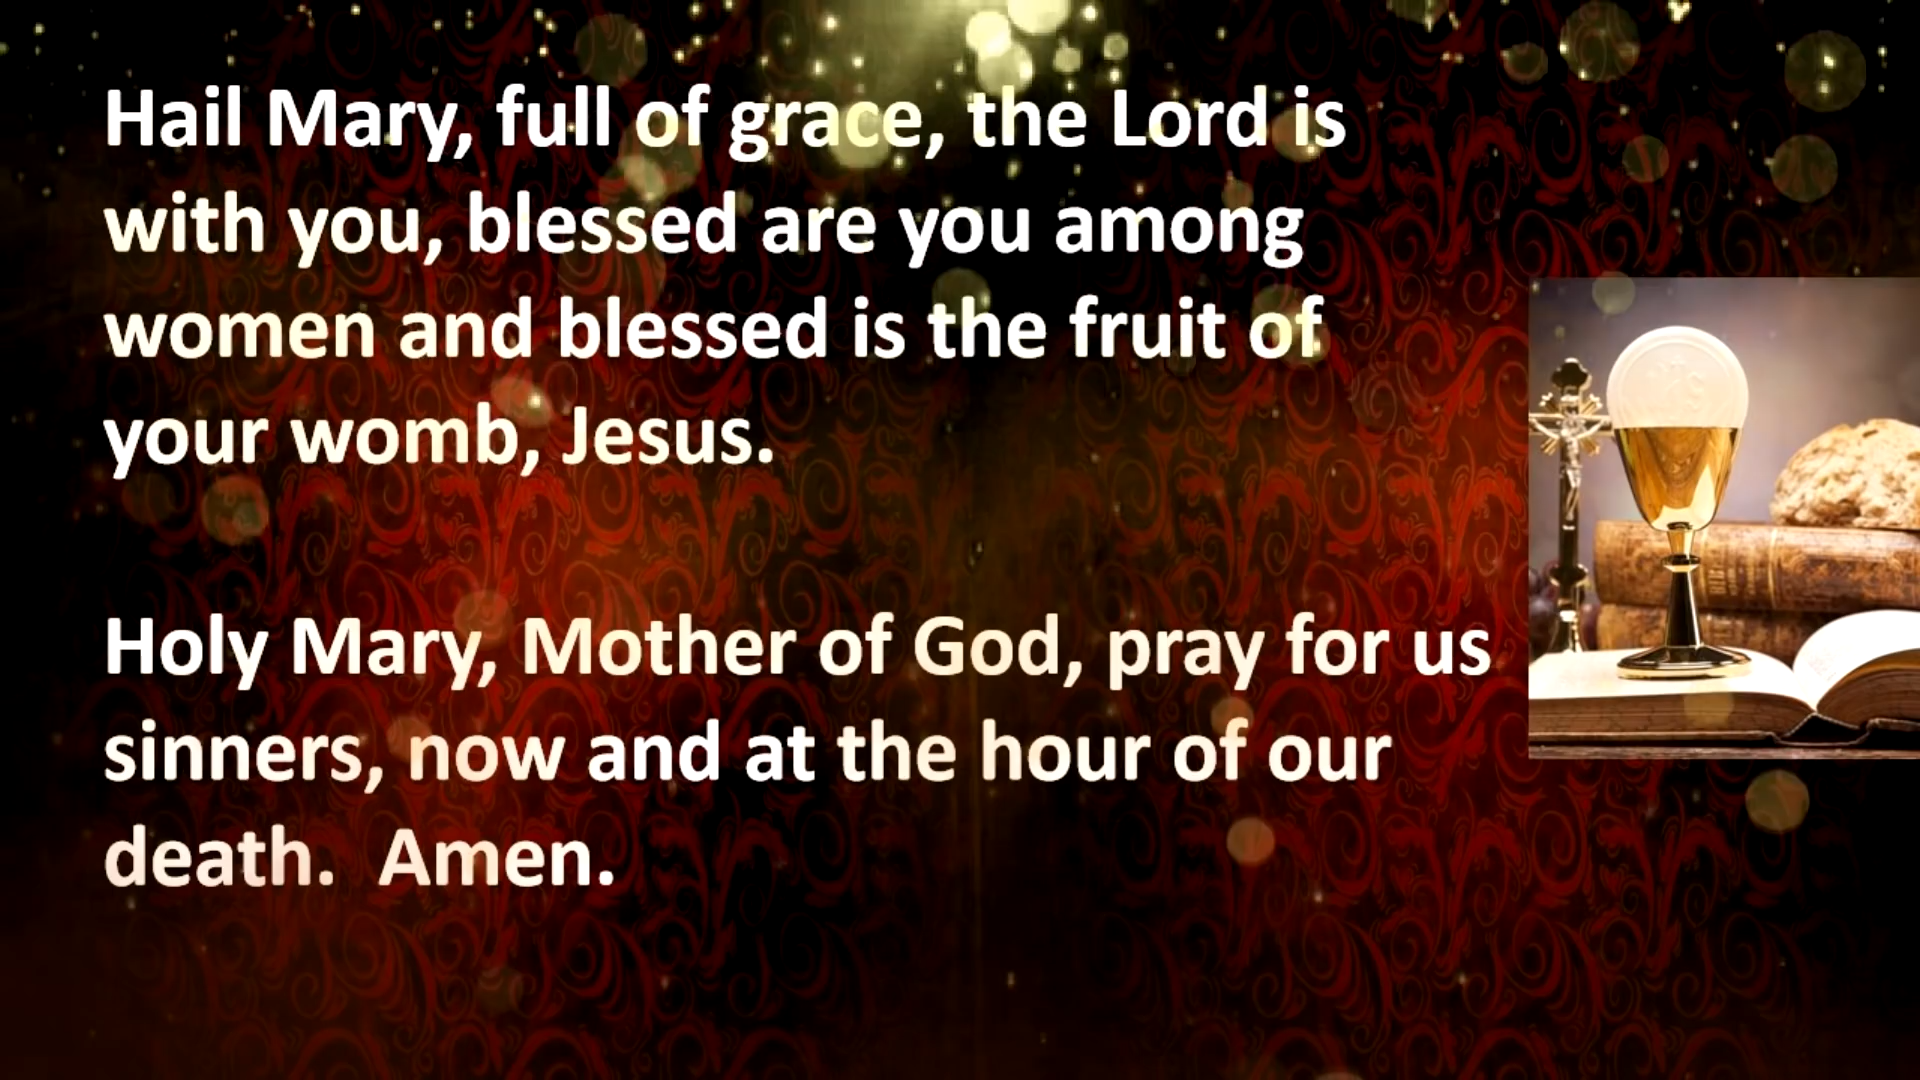 Hail Mary, full of grace, the Lord is
with you, blessed are you among
women and blessed is the fruit of
your womb, Jesus.
Holy Mary, Mother of God, pray for us
sinners, now and at the hour of our
death.  Amen.